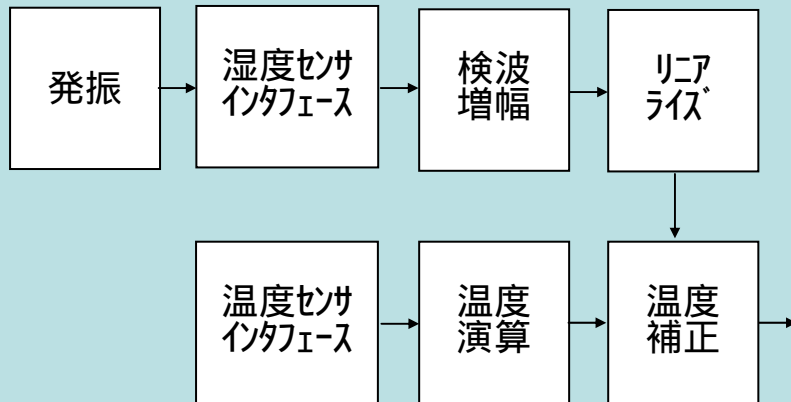 発振
湿度センサ
インタフェース
検波
増幅
リニア
ライズ
温度センサ
インタフェース
温度
演算
温度
補正